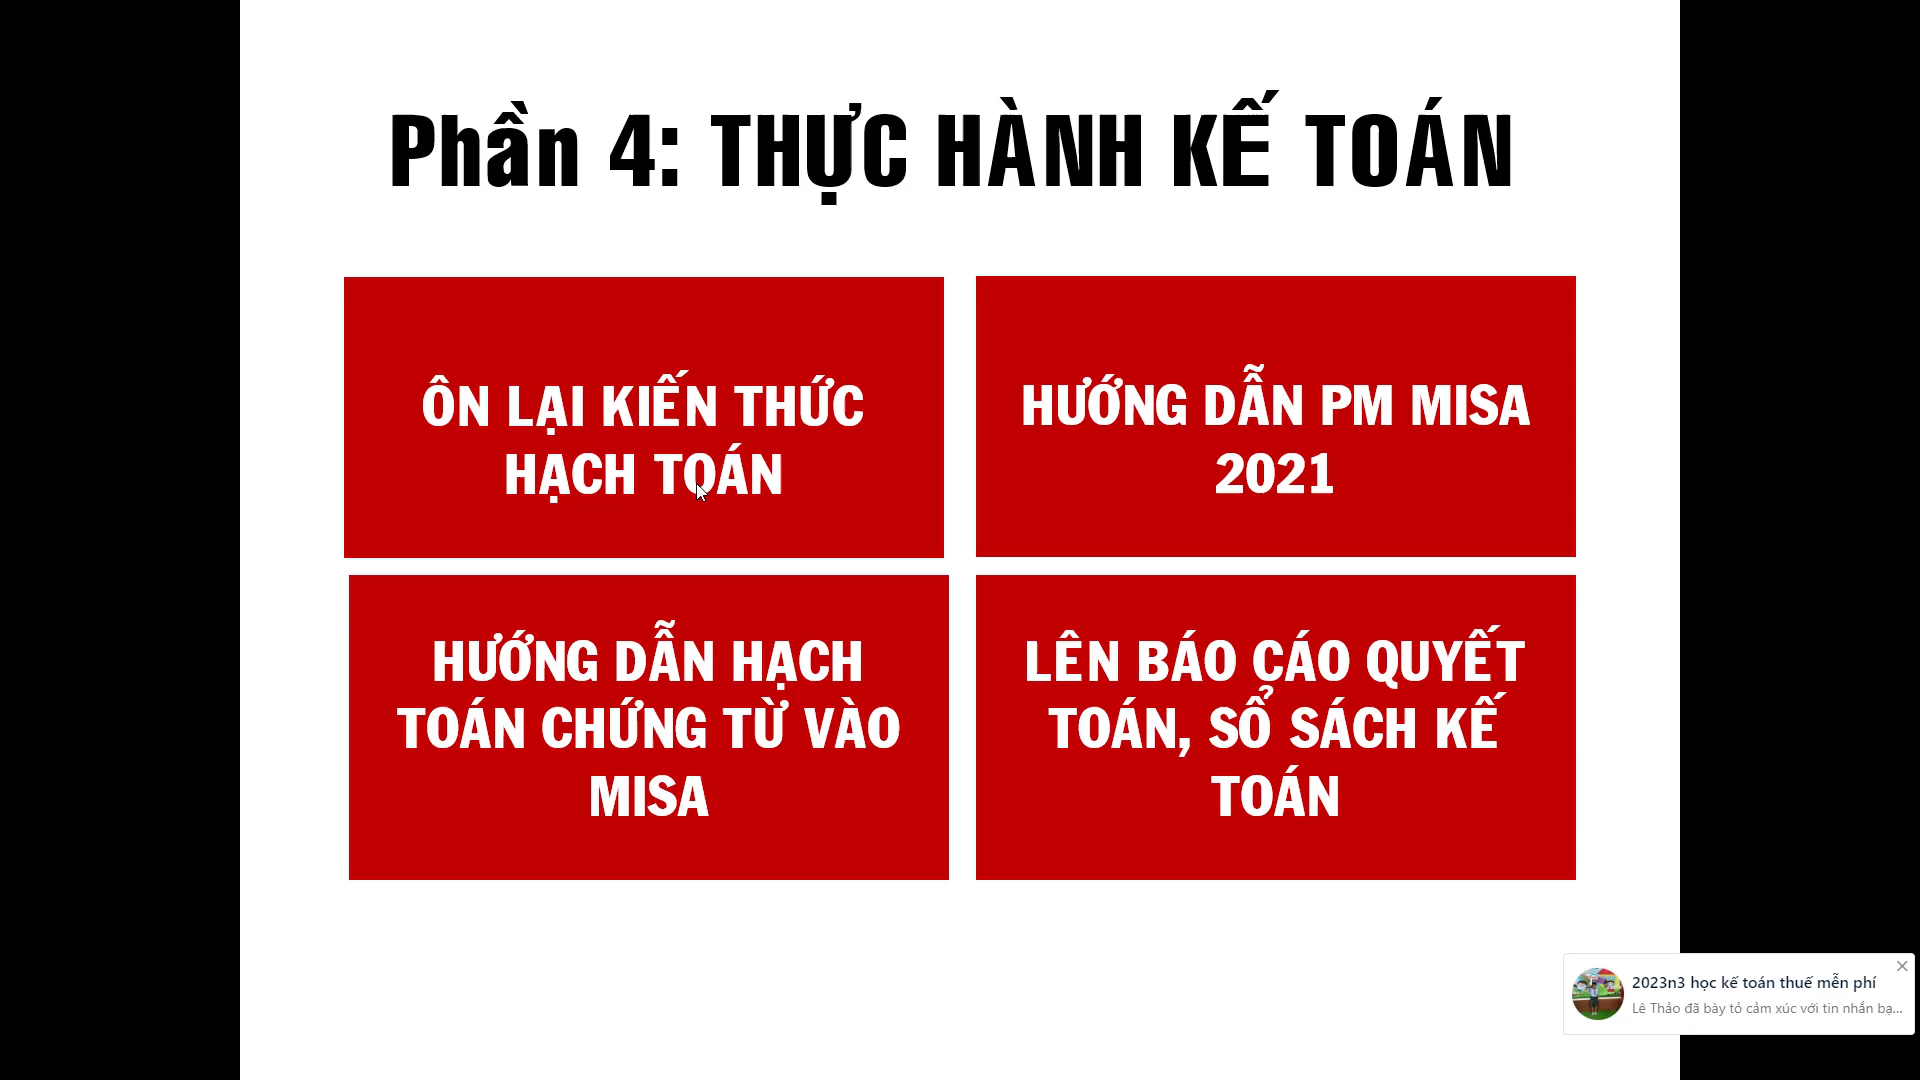 Phần 4: THỰC HÀNH KẾ TOÁN
ÔN LẠI KIẾN THỨC
HẠCH TOÁN
HƯỚNG DẪN PM MISA
2021
HƯỚNG DẪN HẠCH
TOÁN CHỨNG TỪ VÀO
MISA
LÊN BÁO CÁO QUYẾT
TOÁN, SỔ SÁCH KẾ
TOÁN
2023n3 học kế toán thuế mễn phí
Lê Thảo đã bày tỏ cảm xúc với tin nhắn bạ...